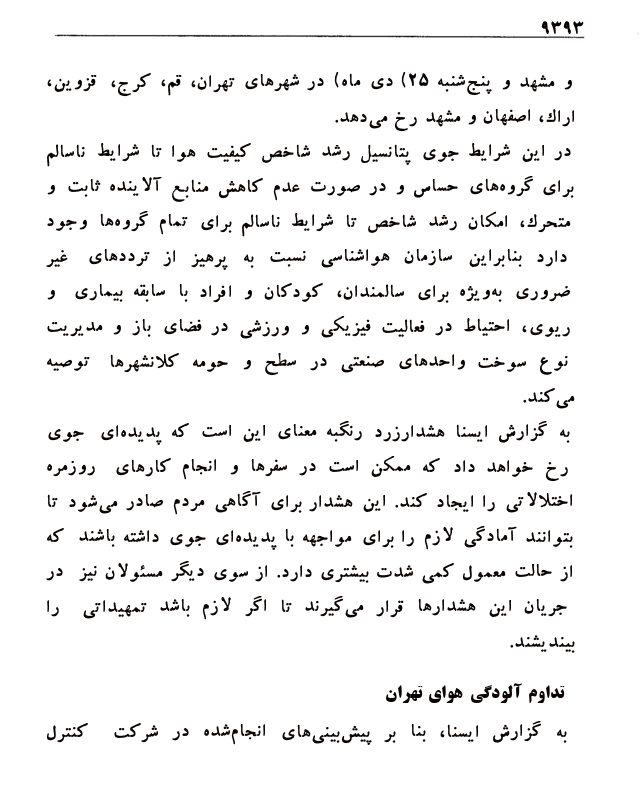 ۹۳۹۳
و مشهد و پنج‌شنبه ۲۵) دی ماه) در شهرهای تهران، قم، کرج، قزوین،
اراك، اصفهان و مشهد رخ می‌دهد.
در این شرایط جوی پتانسیل رشد شاخص کیفیت هوا تا شرایط ناسالم
برای گروه‌های حساس و در صورت عدم کاهش منابع آلاینده ثابت و
متحرك، امکان رشد شاخص تا شرایط ناسالم برای تمام گروه‌ها وجود
دارد بنابراین سازمان هواشناسی نسبت به پرهیز از ترددهای غیر
ضروری به‌ویژه برای سالمندان، کودکان و افراد با سابقه بیماری و
ریوی، احتیاط در فعالیت فیزیکی و ورزشی در فضای باز و مدیریت
نوع سوخت واحدهای صنعتی در سطح و حومه کلانشهرها توصیه
می‌کند.
به گزارش ایسنا هشدارزرد رنگبه معنای این است که پدیده‌ای جوی
رخ خواهد داد که ممکن است در سفرها و انجام کارهای روزمره
اختلالاتی را ایجاد کند. این هشدار برای آگاهی مردم صادر می‌شود تا
بتوانند آمادگی لازم را برای مواجهه با پدیده‌ای جوی داشته باشند که
از حالت معمول کمی شدت بیشتری دارد. از سوی دیگر مسئولان نیز در
جریان این هشدارها قرار می‌گیرند تا اگر لازم باشد تمهیداتی را
بیندیشند.
تداوم آلودگی هوای تهران
به گزارش ایسنا، بنا بر پیش‌بینی‌های انجام‌شده در شرکت کنترل